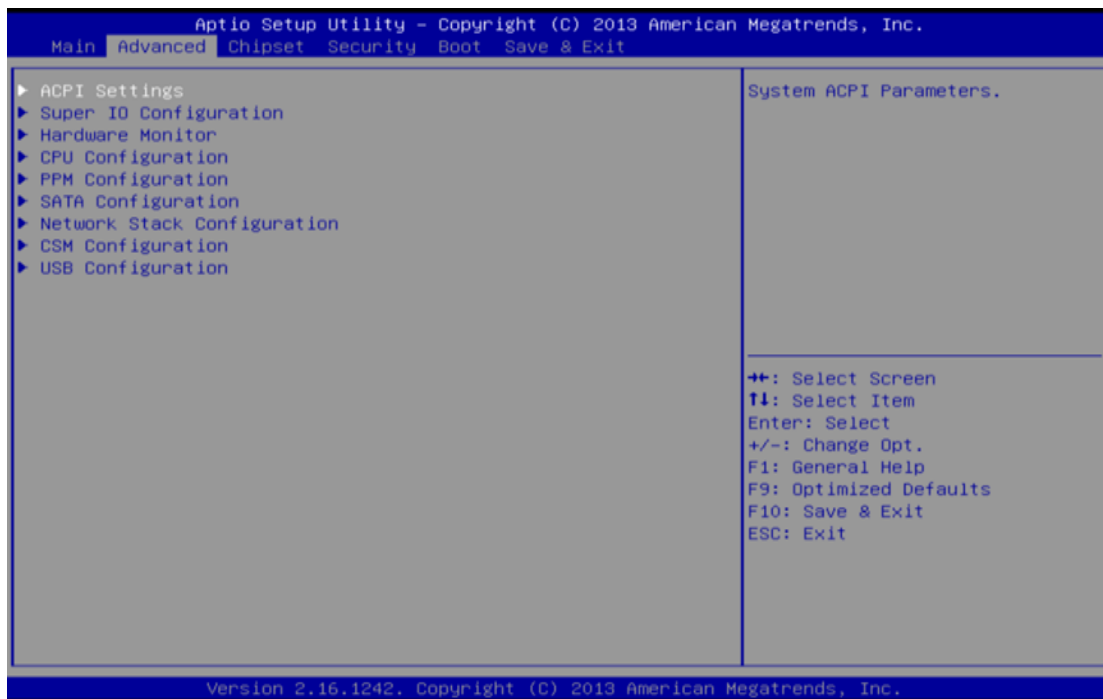 Aptio Setup Utility – Copyright (C) 2013 American Megatrends, Inc.
Main Advanced Chipset Security Boot Save & Exit
▶ ACPI Settings
▶ Super IO Configuration
▶ Hardware Monitor
▶ CPU Configuration
▶ PPM Configuration
▶ SATA Configuration
▶ Network Stack Configuration
▶ CSM Configuration
▶ USB Configuration
System ACPI Parameters.
→←: Select Screen
↑↓: Select Item
Enter: Select
+/-: Change Opt.
F1: General Help
F9: Optimized Defaults
F10: Save & Exit
ESC: Exit
Version 2.16.1242. Copyright (C) 2013 American Megatrends, Inc.